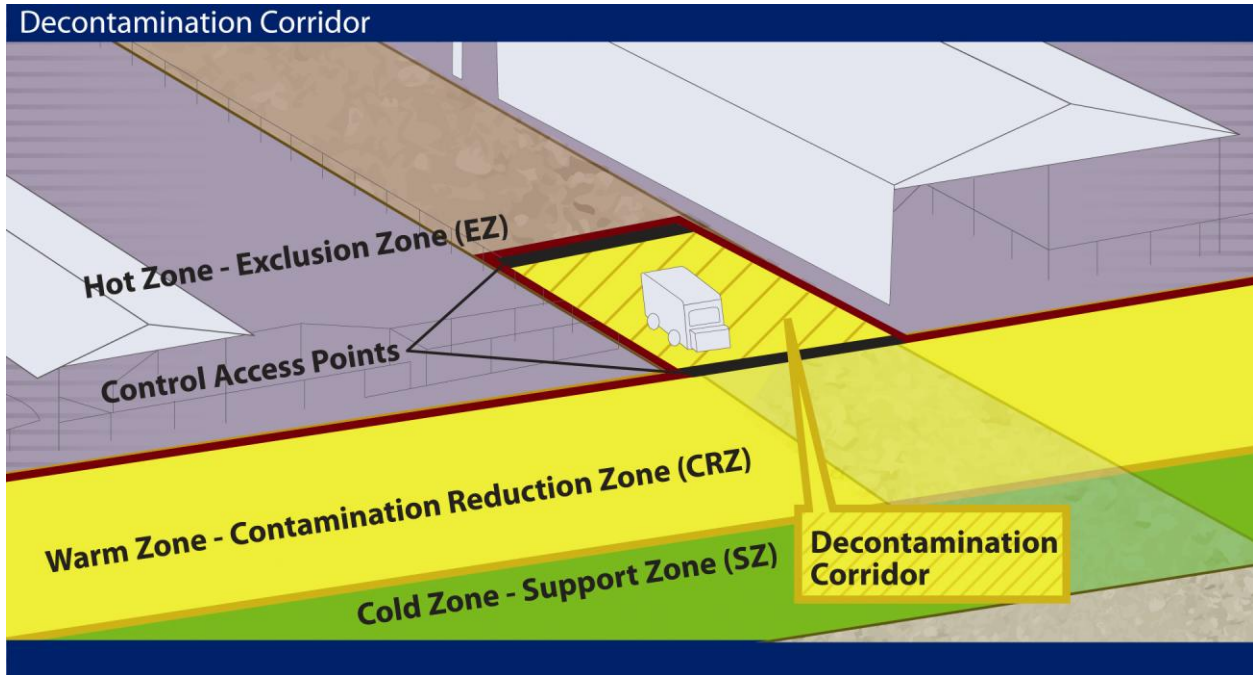 Decontamination Corridor
Hot Zone - Exclusion Zone (EZ)
Control Access Points
Warm Zone - Contamination Reduction Zone (CRZ)
Cold Zone - Support Zone (SZ)
Decontamination
Corridor